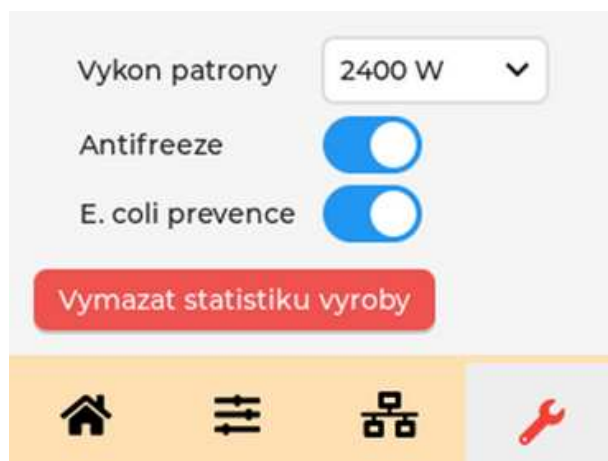 Vykon patrony 2400 W
Antifreeze
E. coli prevence
Vymazat statistiku vyroby